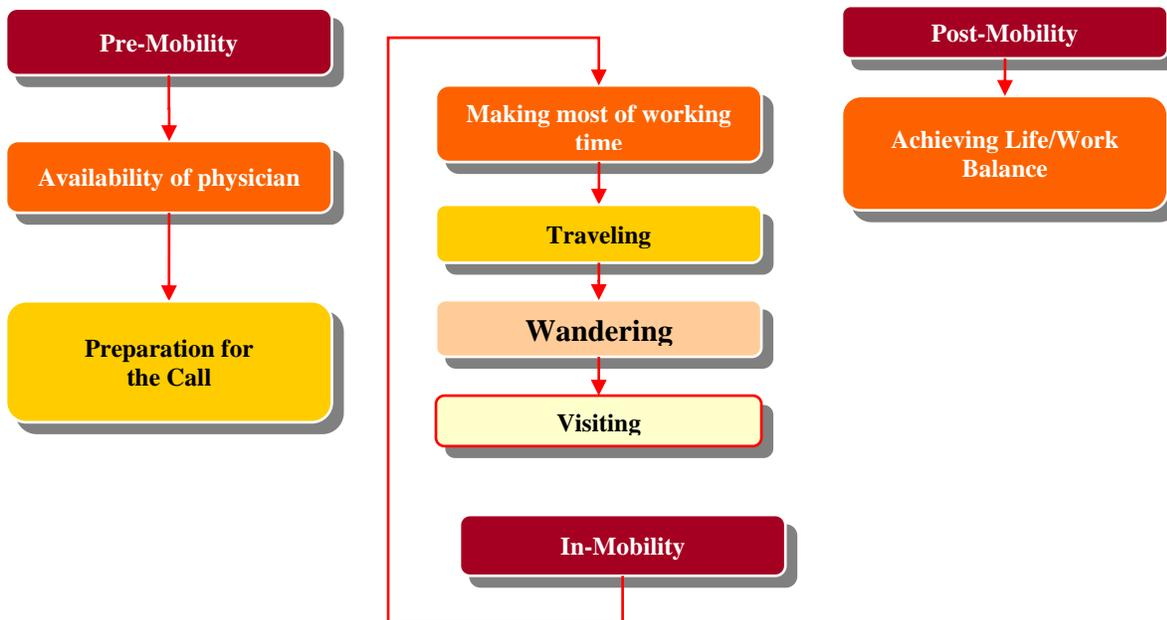 Pre-Mobility
Availability of physician
Preparation for
the Call
Making most of working
time
Traveling
Wandering
Visiting
In-Mobility
Post-Mobility
Achieving Life/Work
Balance